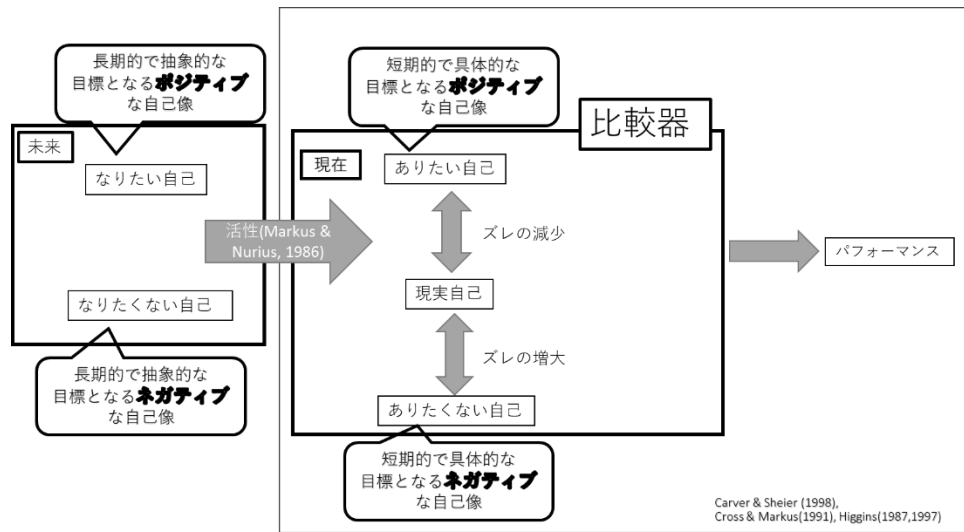 長期的で抽象的な
目標となるポジティブ
な自己像
未来
なりたい自己
なりたくない自己
長期的で抽象的な
目標となるネガティブ
な自己像
活性(Markus &
Nurius, 1986)
短期的で具体的な
目標となるポジティブ
な自己像
比較器
現在
ありたい自己
ズレの減少
現実自己
ズレの増大
ありたくない自己
短期的で具体的な
目標となるネガティブ
な自己像
パフォーマンス
Carver & Sheier (1998),
Cross & Markus(1991), Higgins(1987,1997)